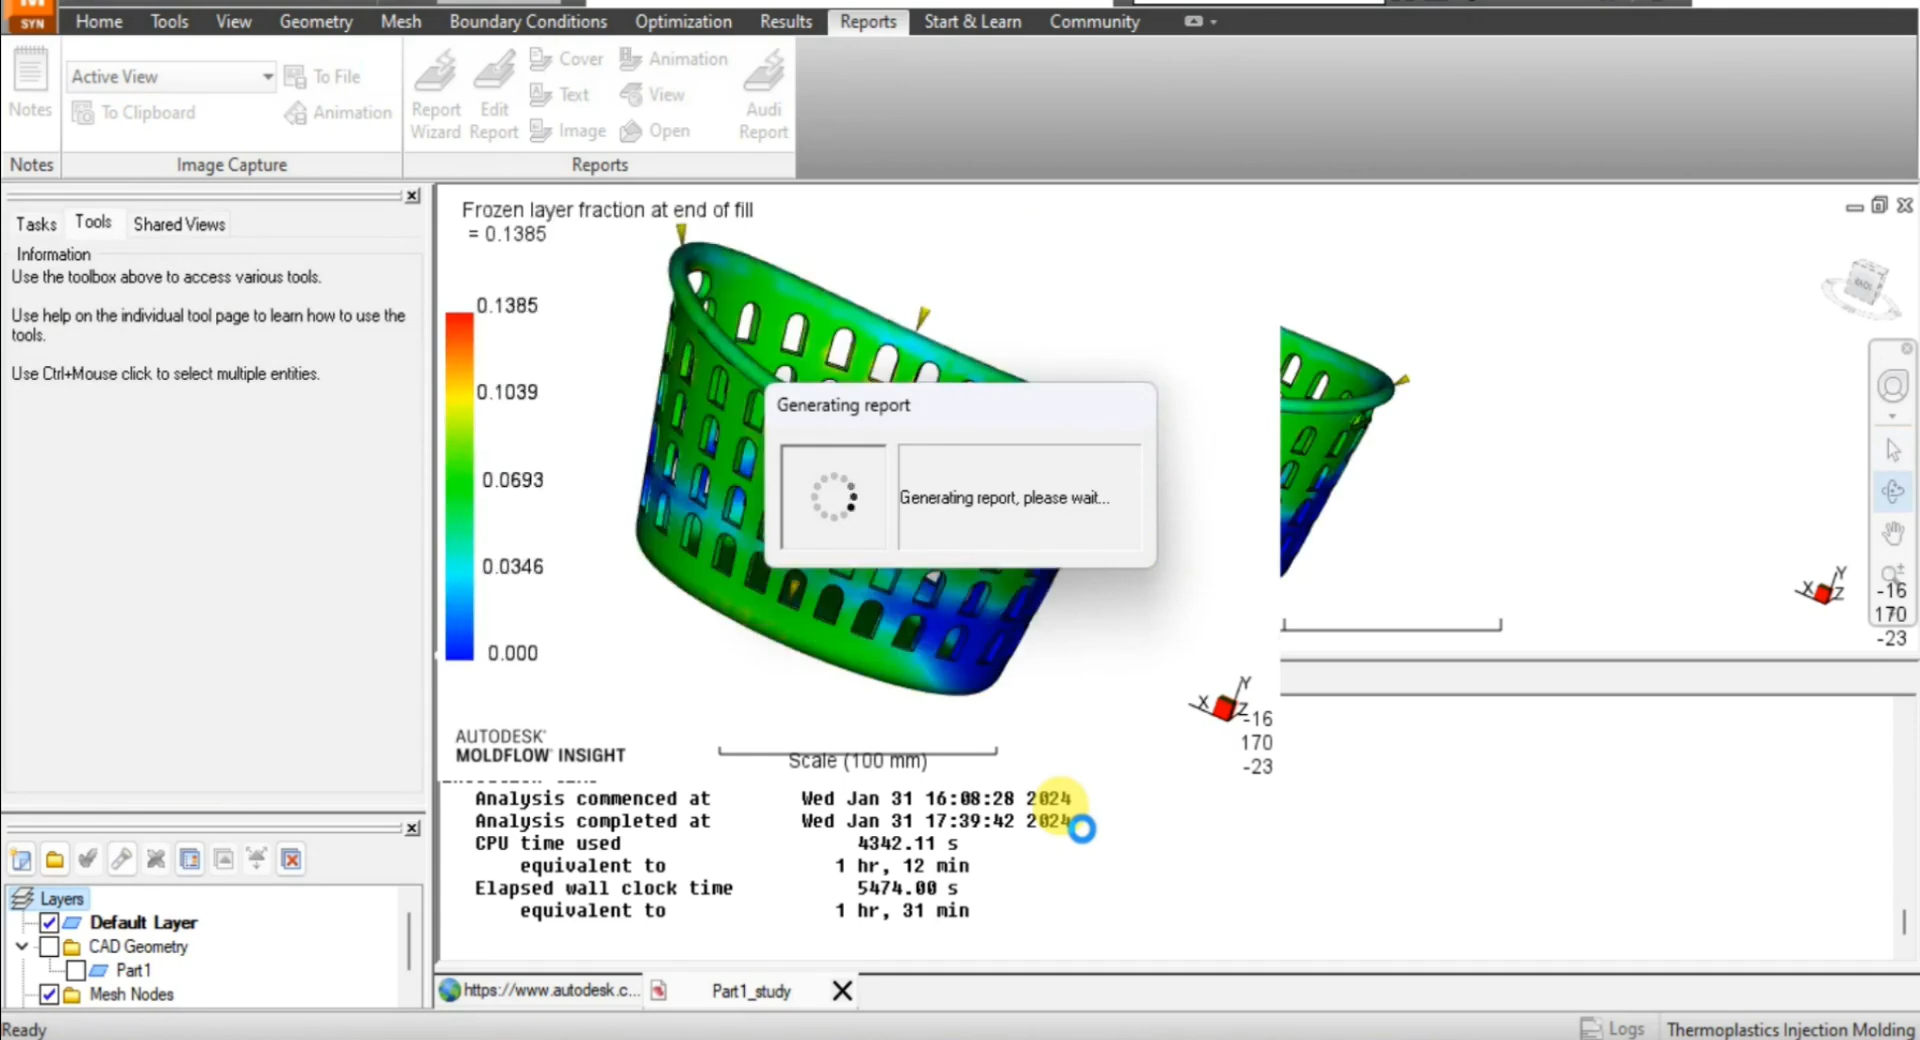 SYN
Home Tools View Geometry Mesh Boundary Conditions Optimization Results Reports Start & Learn Community
Notes
Active View
To File
To Clipboard
Animation
Report Wizard
Edit Report
Cover
Text
Image
Animation
View
Open
Audi Report
Notes Image Capture Reports
Tasks Tools Shared Views
Information
Use the toolbox above to access various tools.
Use help on the individual tool page to learn how to use the
tools.
Use Ctrl+Mouse click to select multiple entities.
Frozen layer fraction at end of fill
= 0.1385
0.1385
0.1039
0.0693
0.0346
0.000
Generating report
Generating report, please wait...
X Y Z
-16
170
-23
AUTODESK
MOLDFLOW INSIGHT
Scale (100 mm)
X Y Z
-16
170
-23
Analysis commenced at Wed Jan 31 16:08:28 2024
Analysis completed at Wed Jan 31 17:39:42 2024
CPU time used 4342.11 s
equivalent to 1 hr, 12 min
Elapsed wall clock time 5474.00 s
equivalent to 1 hr, 31 min
Layers
Default Layer
CAD Geometry
Part1
Mesh Nodes
https://www.autodesk.c... Part1_study
Ready Logs Thermoplastics Injection Molding